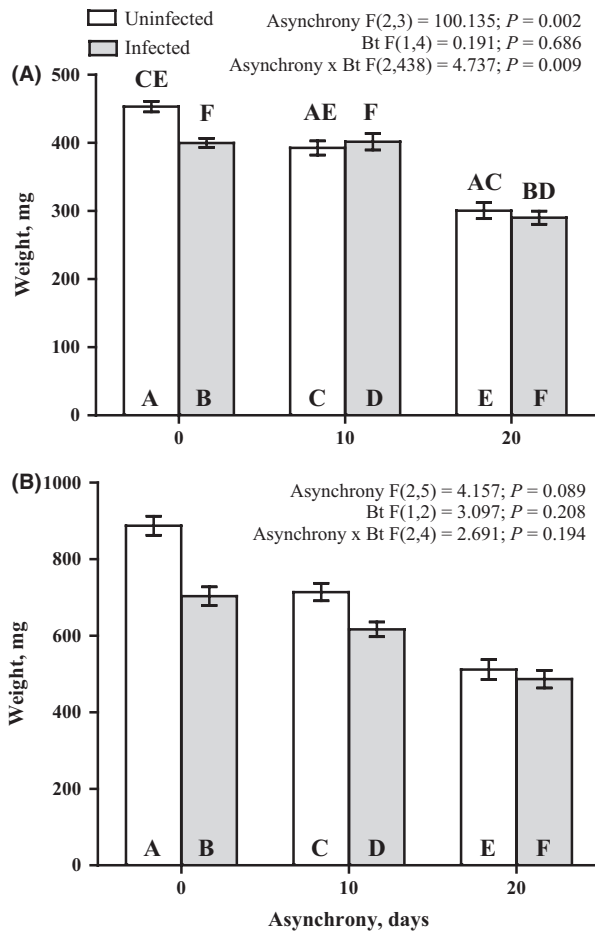 Uninfected
Infected
Asynchrony F(2,3) = 100.135; P = 0.002
Bt F(1,4) = 0.191; P = 0.686
Asynchrony x Bt F(2,438) = 4.737; P = 0.009
(A)
500
400
300
200
100
0
Weight, mg
CE
F
AE
F
AC
BD
A
B
C
D
E
F
0
10
20
(B)
1000
800
600
400
200
0
Weight, mg
Asynchrony F(2,5) = 4.157; P = 0.089
Bt F(1,2) = 3.097; P = 0.208
Asynchrony x Bt F(2,4) = 2.691; P = 0.194
A
B
C
D
E
F
0
10
20
Asynchrony, days